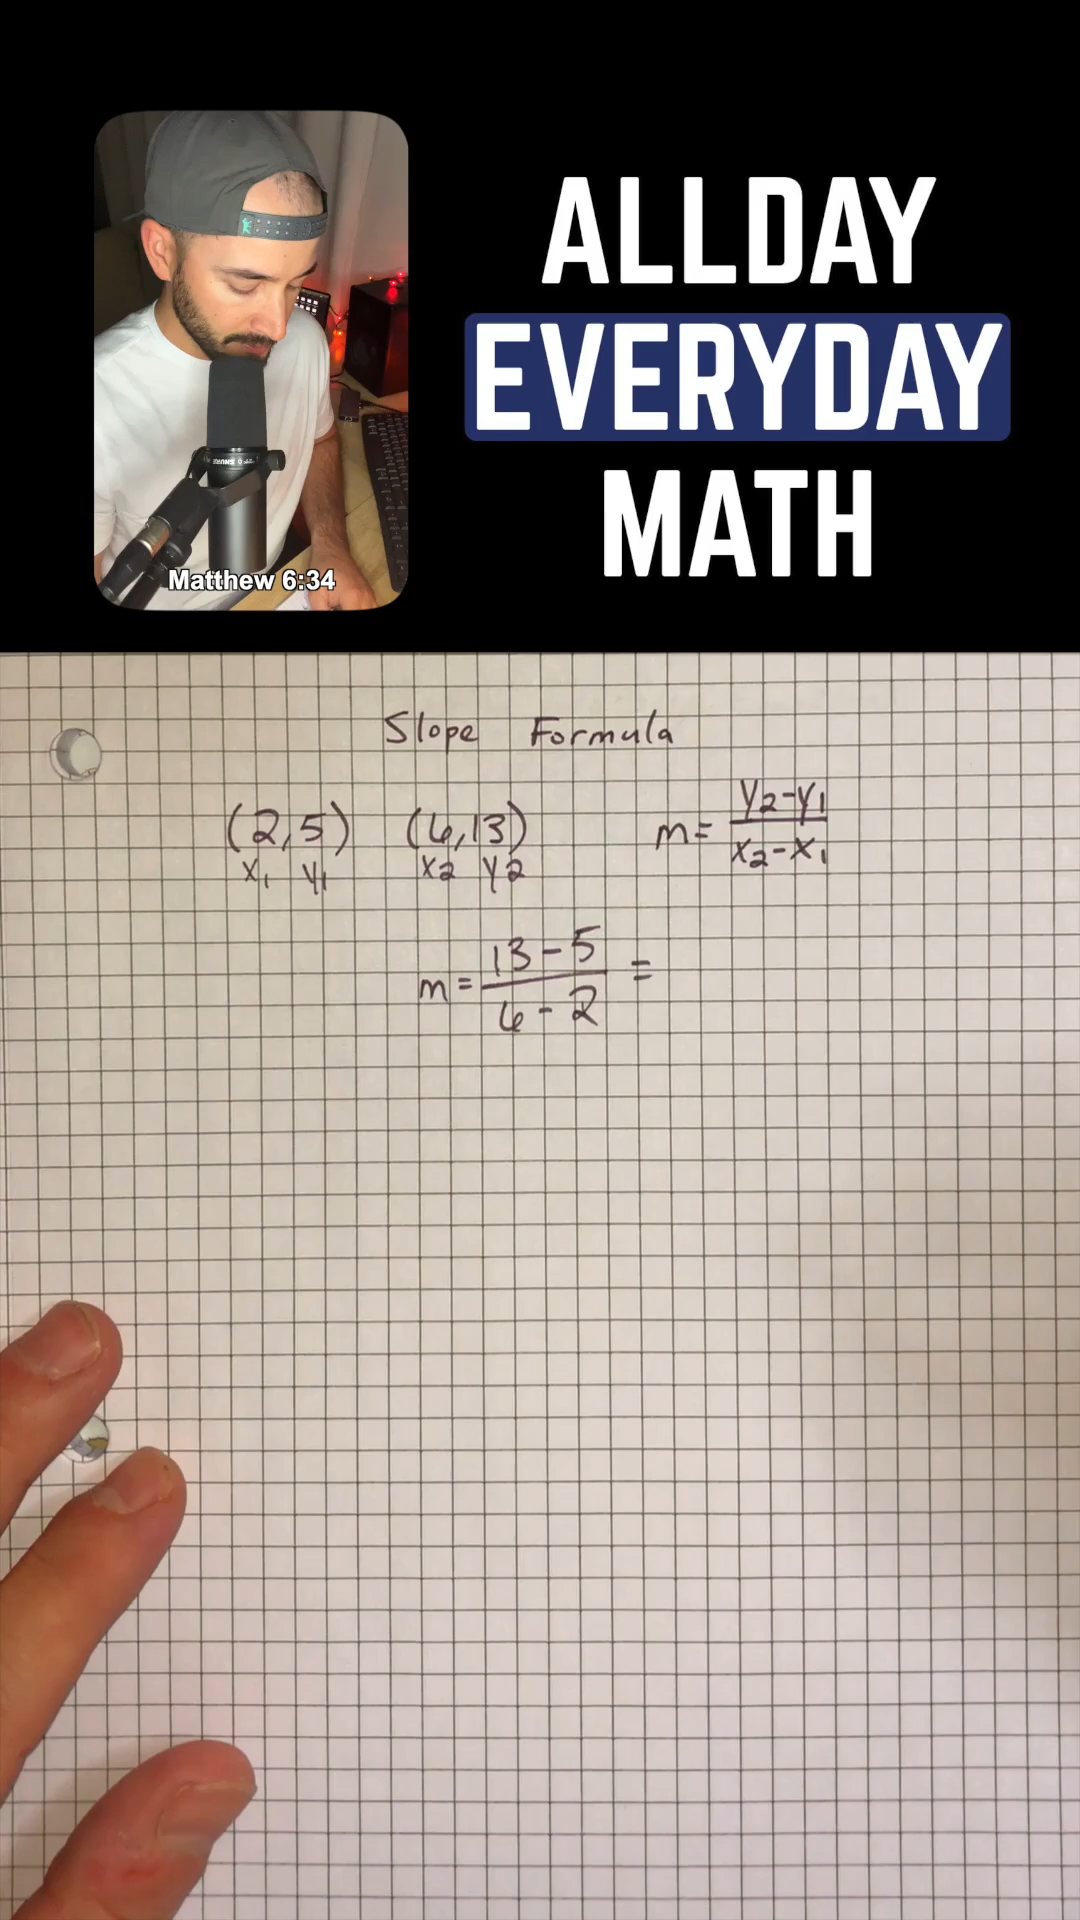 ALLDAY
EVERYDAY
MATH
SHURE
Matthew 6:34
Slope Formula
(2,5) (6,13) m= y2-y1
x1 y1 x2 y2 x2-x1
m= 13-5 =
6-2